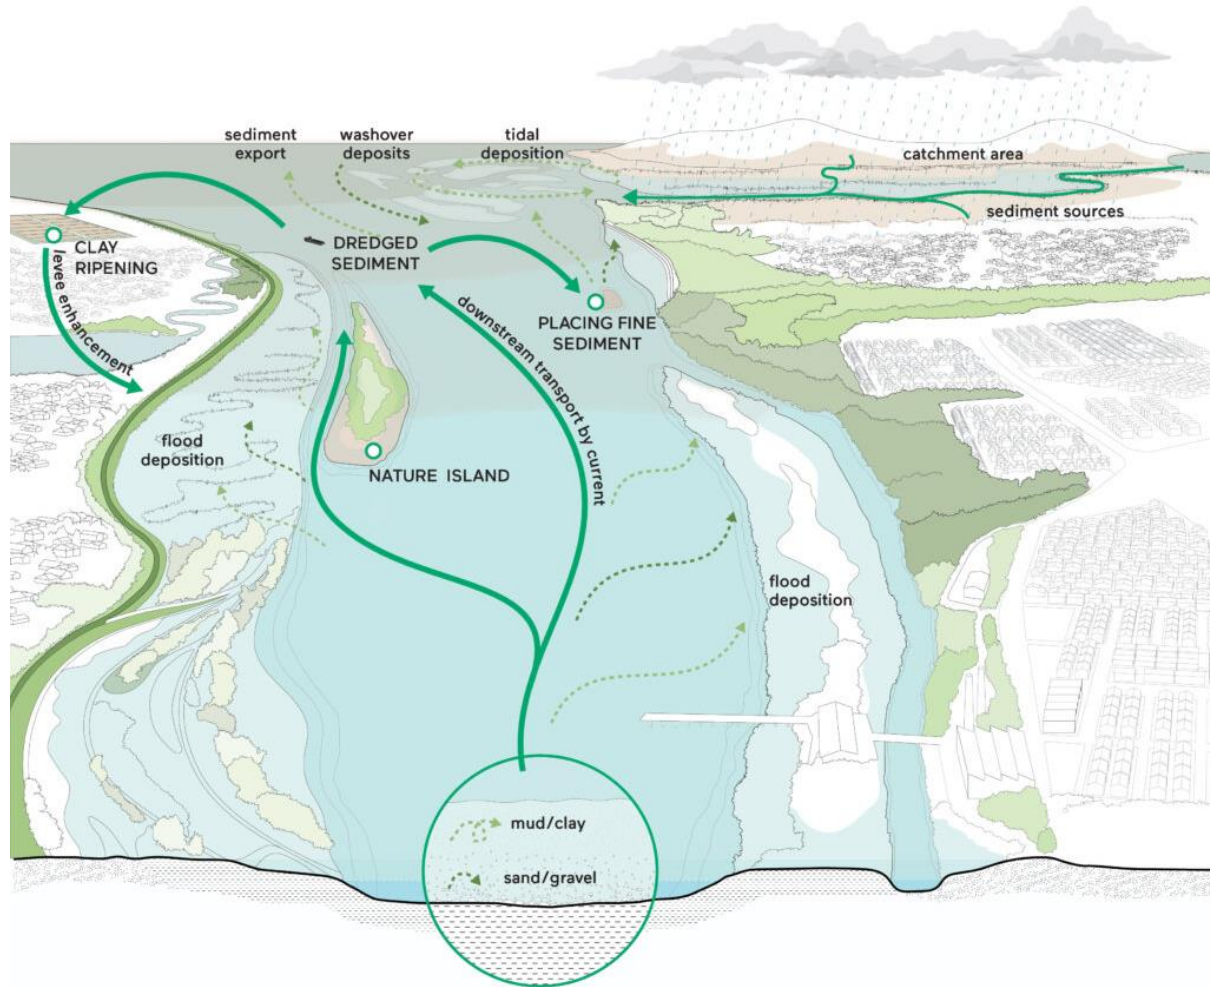 sediment
export
washover
deposits
tidal
deposition
catchment area
sediment sources
CLAY
RIPENING
levee enhancement
DREDGED
SEDIMENT
PLACING FINE
SEDIMENT
downstream transport by current
flood
deposition
NATURE ISLAND
flood
deposition
mud/clay
sand/gravel